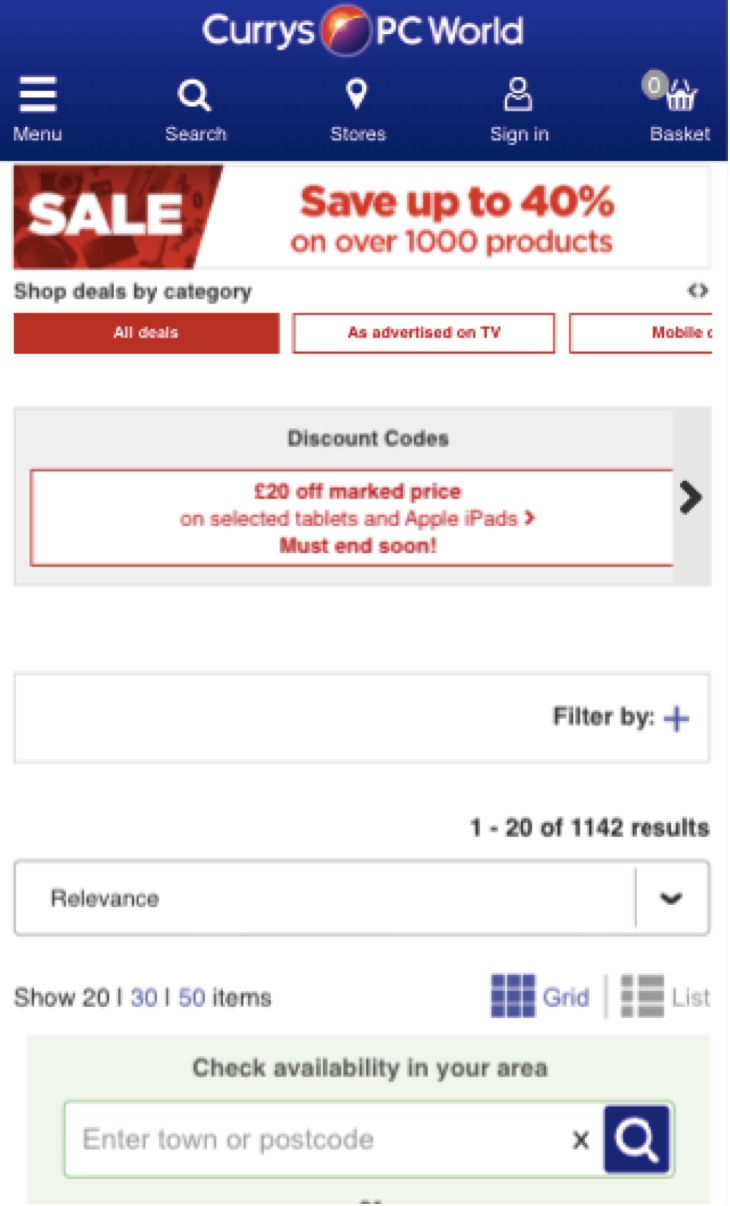 Currys PC World
Menu
Search
Stores
Sign in
0
Basket
SALE
Save up to 40%
on over 1000 products
Shop deals by category
All deals
As advertised on TV
Mobile
Discount Codes
£20 off marked price
on selected tablets and Apple iPads
Must end soon!
Filter by: +
1 - 20 of 1142 results
Relevance
Show 20 | 30 | 50 items
Grid
List
Check availability in your area
Enter town or postcode
x